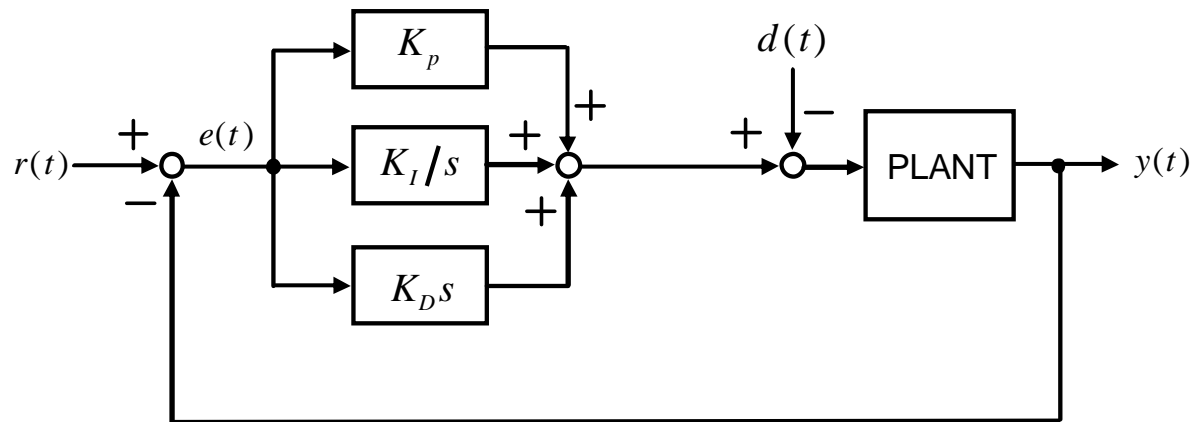 K_p
d(t)
+
+
e(t)
+
+
r(t)
K_I/s
−
PLANT
y(t)
−
+
K_D s